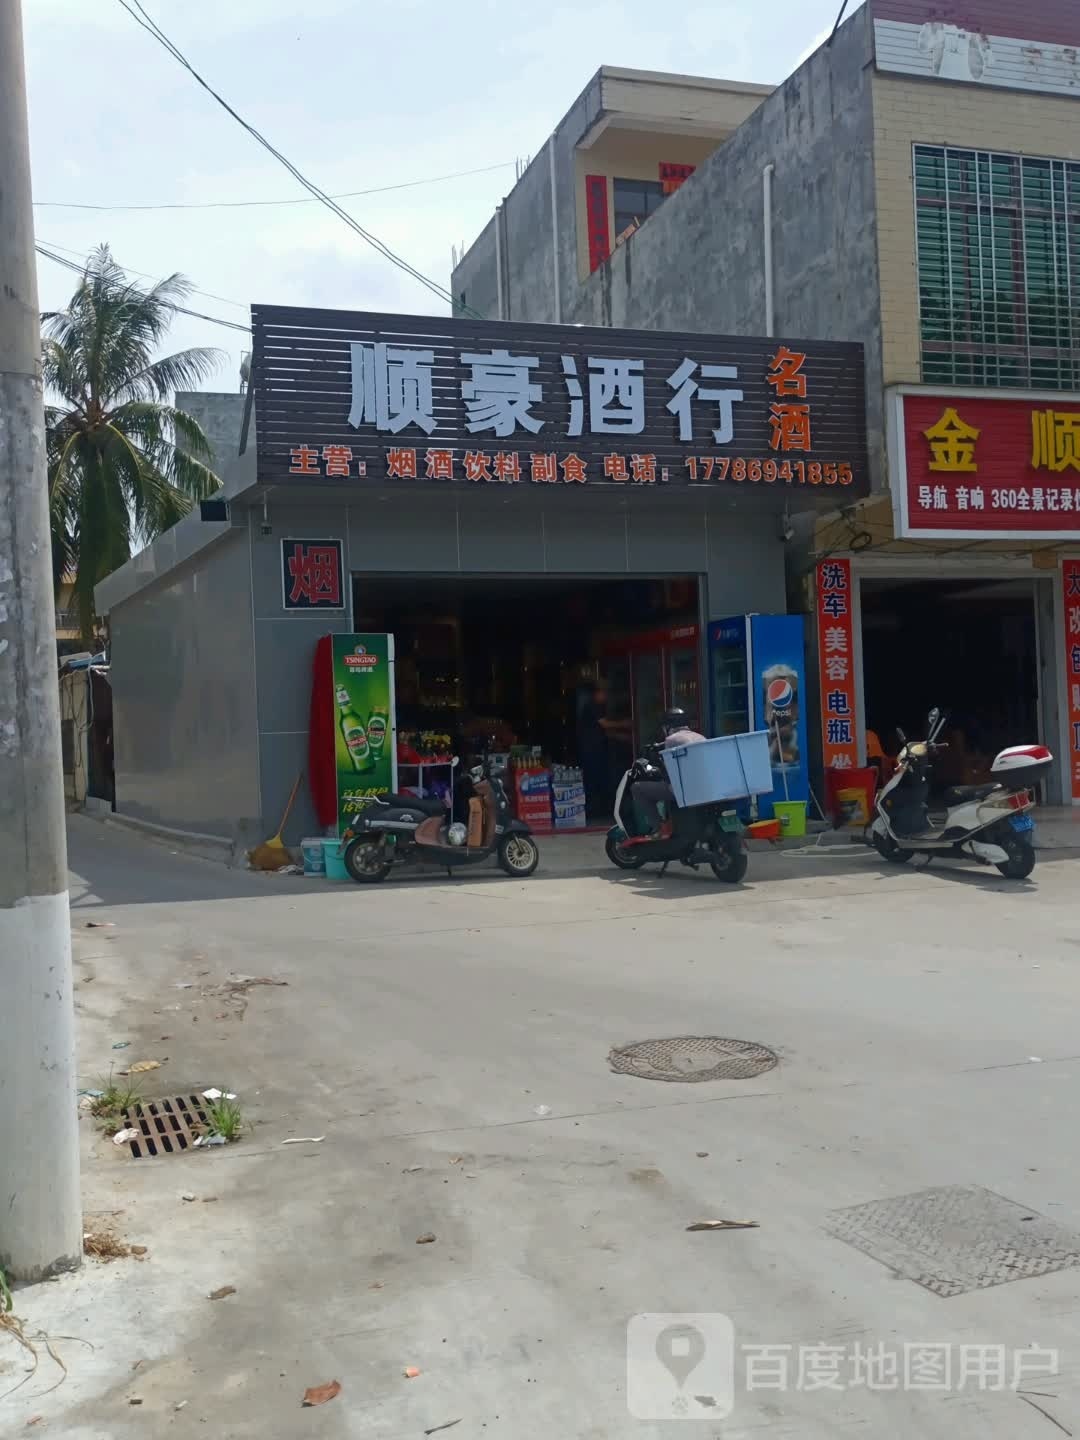 顺豪酒行 名酒
主营：烟酒 饮料 副食 电话：17786941855
金 顺
导航 音响 360全景记录
烟
洗车 美容 电瓶
TSINGTAO
pepsi
百度地图用户